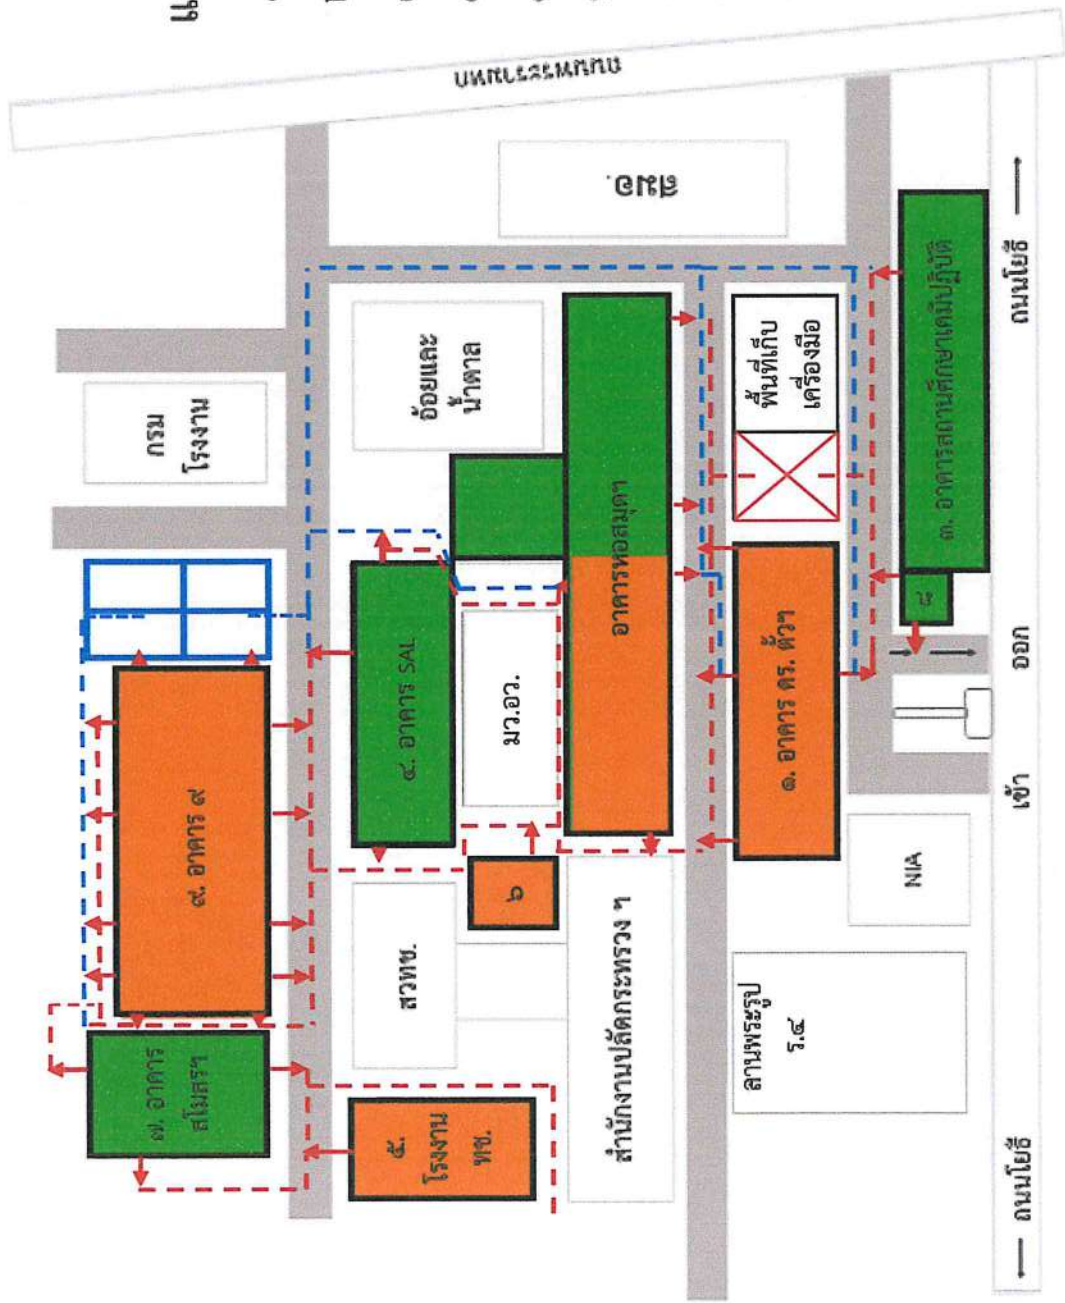 แ
ถนนพระรามที่๖
สมอ.
กรม
โรงงาน
อ้อยและ
น้ำตาล
พื้นที่เก็บ
เครื่องมือ
๓. อาคารสถานศึกษาเคมีปฏิบัติ
ถนนโยธี
อาคารหอสมุดฯ
๘
๙. อาคาร ๙
๔. อาคาร SAL
มว.อว.
๑. อาคาร ดร. ตั้วฯ
ออก
เข้า
๖
NIA
สวทช.
๗. อาคาร
สโมสรฯ
๕.
โรงงาน
ทช.
สำนักงานปลัดกระทรวง ฯ
ลานพระรูป
ร.๔
ถนนโยธี